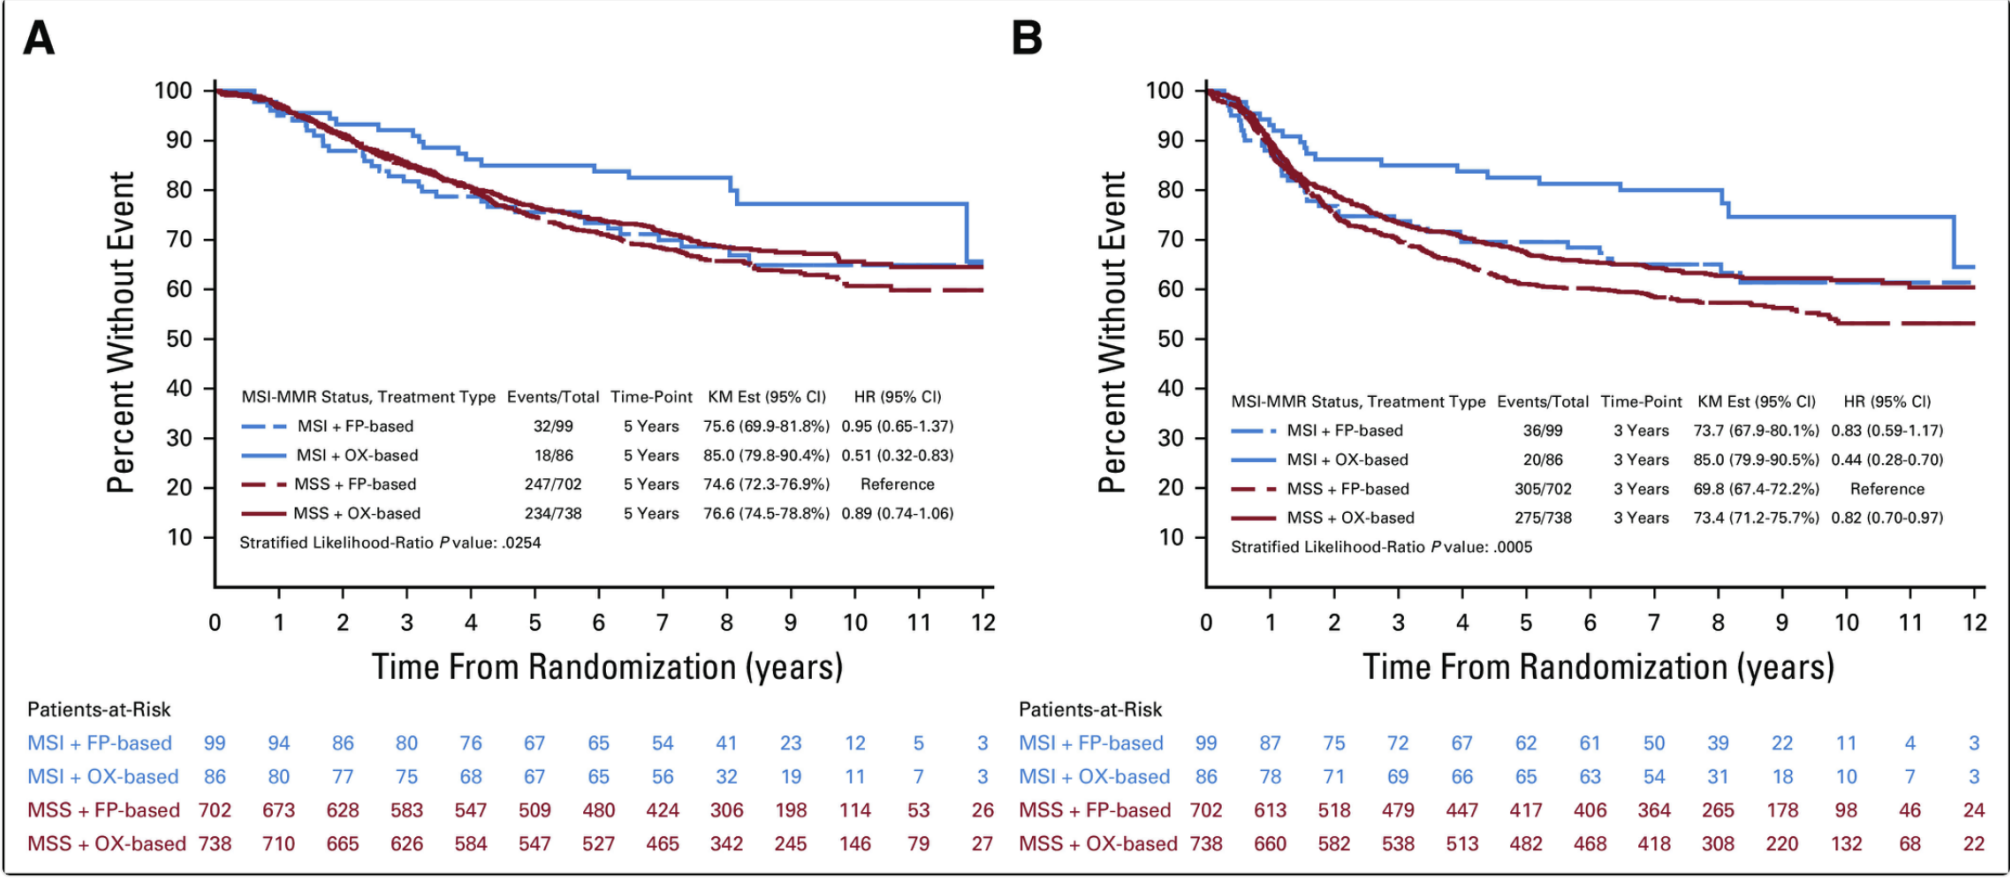 A
Percent Without Event
100
90
80
70
60
50
40
30
20
10
MSI-MMR Status, Treatment Type Events/Total Time-Point KM Est (95% CI) HR (95% CI)
MSI + FP-based 32/99 5 Years 75.6 (69.9-81.8%) 0.95 (0.65-1.37)
MSI + OX-based 18/86 5 Years 85.0 (79.8-90.4%) 0.51 (0.32-0.83)
MSS + FP-based 247/702 5 Years 74.6 (72.3-76.9%) Reference
MSS + OX-based 234/738 5 Years 76.6 (74.5-78.8%) 0.89 (0.74-1.06)
Stratified Likelihood-Ratio P value: .0254
0 1 2 3 4 5 6 7 8 9 10 11 12
Time From Randomization (years)
Patients-at-Risk
MSI + FP-based 99 94 86 80 76 67 65 54 41 23 12 5 3
MSI + OX-based 86 80 77 75 68 67 65 56 32 19 11 7 3
MSS + FP-based 702 673 628 583 547 509 480 424 306 198 114 53 26
MSS + OX-based 738 710 665 626 584 547 527 465 342 245 146 79 27
B
Percent Without Event
100
90
80
70
60
50
40
30
20
10
MSI-MMR Status, Treatment Type Events/Total Time-Point KM Est (95% CI) HR (95% CI)
MSI + FP-based 36/99 3 Years 73.7 (67.9-80.1%) 0.83 (0.59-1.17)
MSI + OX-based 20/86 3 Years 85.0 (79.9-90.5%) 0.44 (0.28-0.70)
MSS + FP-based 305/702 3 Years 69.8 (67.4-72.2%) Reference
MSS + OX-based 275/738 3 Years 73.4 (71.2-75.7%) 0.82 (0.70-0.97)
Stratified Likelihood-Ratio P value: .0005
0 1 2 3 4 5 6 7 8 9 10 11 12
Time From Randomization (years)
Patients-at-Risk
MSI + FP-based 99 87 75 72 67 62 61 50 39 22 11 4 3
MSI + OX-based 86 78 71 69 66 65 63 54 31 18 10 7 3
MSS + FP-based 702 613 518 479 447 417 406 364 265 178 98 46 24
MSS + OX-based 738 660 582 538 513 482 468 418 308 220 132 68 22